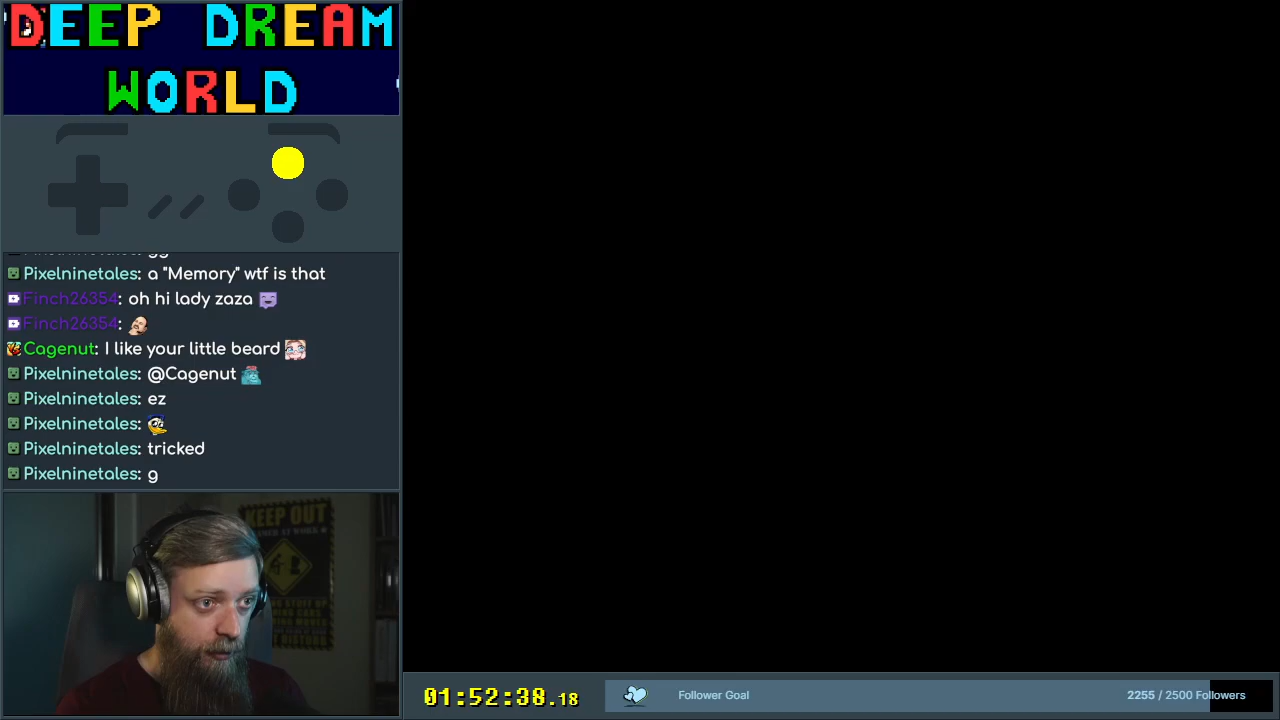 DEEP DREAM
WORLD
Pixelninetales: a "Memory" wtf is that
Finch26354: oh hi lady zaza
Finch26354:
Cagenut: I like your little beard
Pixelninetales: @Cagenut
Pixelninetales: ez
Pixelninetales:
Pixelninetales: tricked
Pixelninetales: g
KEEP OUT
01:52:38.18
Follower Goal
2255 / 2500 Followers